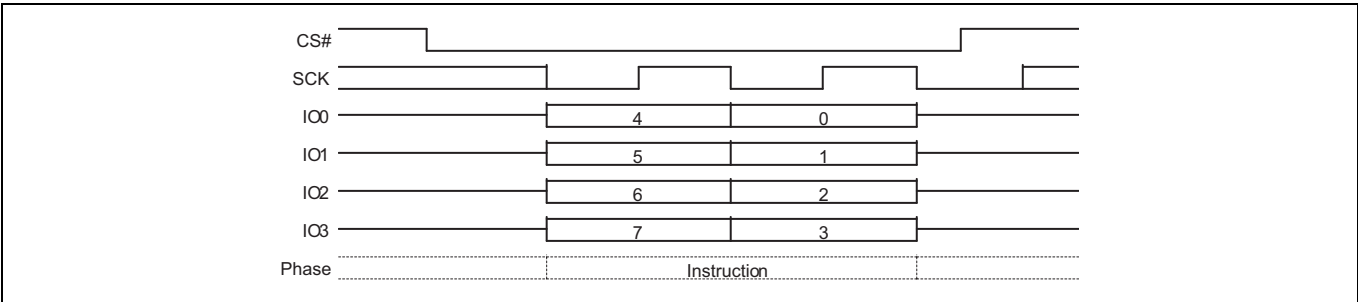 CS#
SCK
IO0 4 0
IO1 5 1
IO2 6 2
IO3 7 3
Phase Instruction